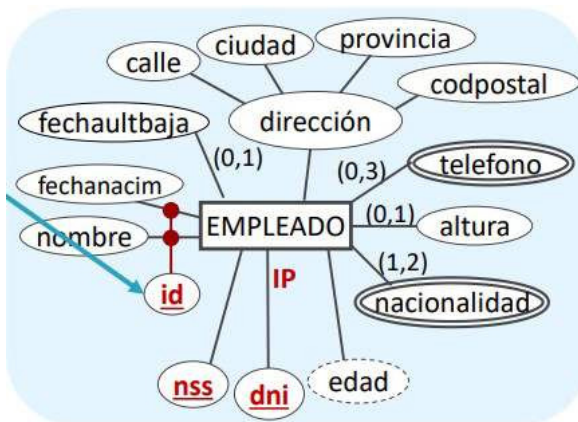 ciudad
provincia
calle
codpostal
fechaultbaja
dirección
(0,1)
(0,3)
telefono
fechanacim
nombre
EMPLEADO
(0,1)
altura
(1,2)
id
IP
nacionalidad
nss
dni
edad